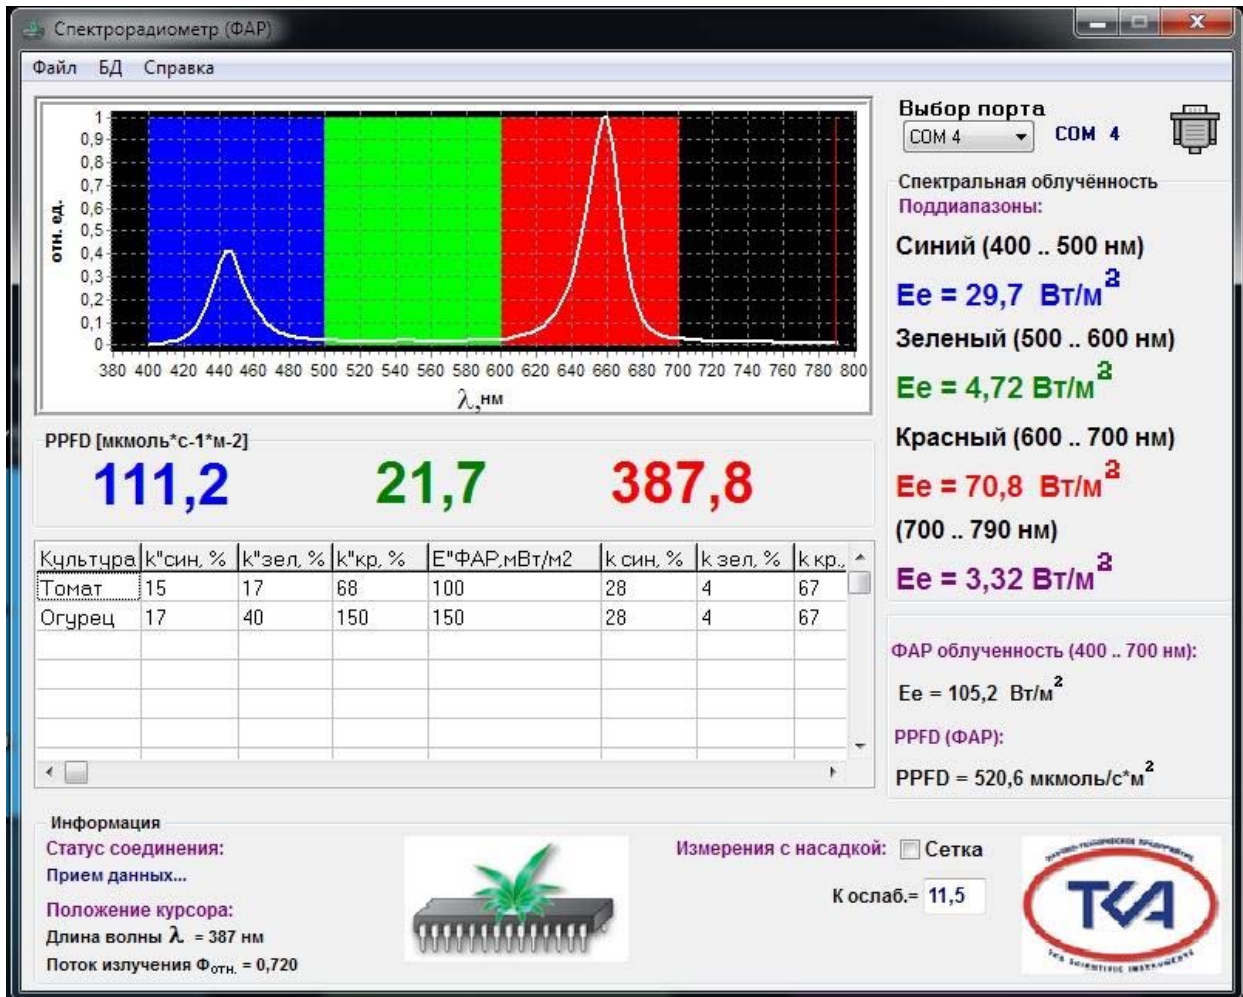 Спектрорадиометр (ФАР)
Файл БД Справка
1
0,9
0,8
0,7
0,6
0,5
0,4
0,3
0,2
0,1
0
отн. ед.
380 400 420 440 460 480 500 520 540 560 580 600 620 640 660 680 700 720 740 760 780 800
λ,нм
Выбор порта
COM 4 COM 4
Спектральная облучённость
Поддиапазоны:
Синий (400 .. 500 нм)
Ee = 29,7 Вт/м2
Зеленый (500 .. 600 нм)
Ee = 4,72 Вт/м2
Красный (600 .. 700 нм)
Ee = 70,8 Вт/м2
(700 .. 790 нм)
Ee = 3,32 Вт/м2
PPFD [мкмоль*с-1*м-2]
111,2 21,7 387,8
Культура k"син, % k"зел, % k"кр, % E"ФАР,мВт/м2 k син, % k зел, % k кр.,
Томат 15 17 68 100 28 4 67
Огурец 17 40 150 150 28 4 67
ФАР облученность (400 .. 700 нм):
Ee = 105,2 Вт/м2
PPFD (ФАР):
PPFD = 520,6 мкмоль/с*м2
Информация
Статус соединения:
Прием данных...
Положение курсора:
Длина волны λ = 387 нм
Поток излучения Фотн. = 0,720
Измерения с насадкой: Сетка
К ослаб.= 11,5
НАУЧНО-ТЕХНИЧЕСКОЕ ПРЕДПРИЯТИЕ
ТКА
TKA SCIENTIFIC INSTRUMENTS